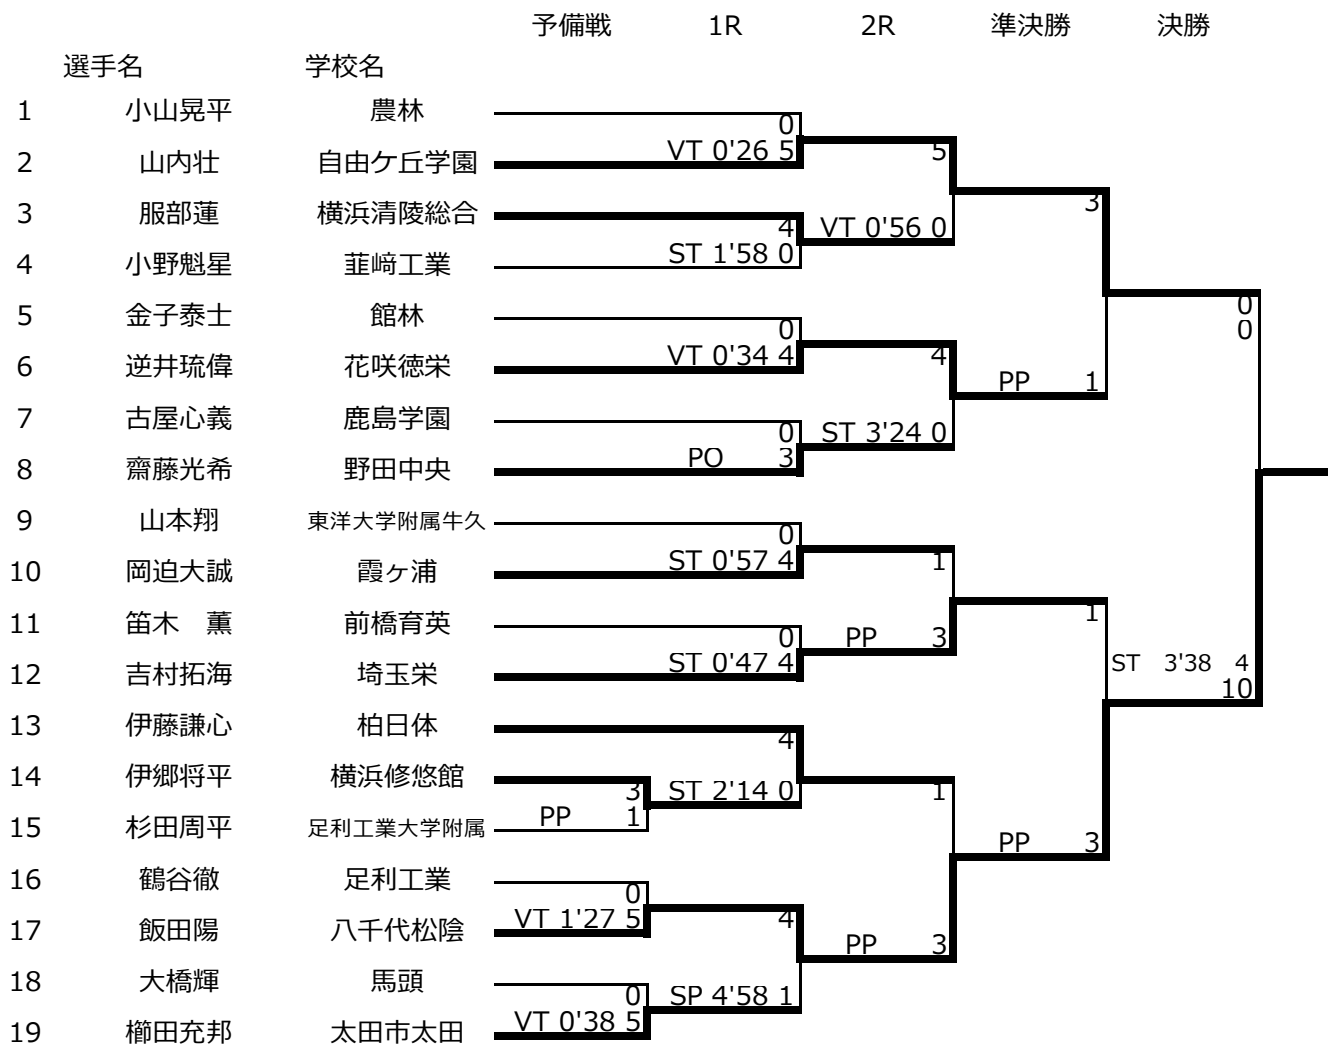 予備戦 1R 2R 準決勝 決勝
選手名 学校名
1 小山晃平 農林
0
2 山内壮 自由ケ丘学園 VT 0'26 5 5
3 服部蓮 横浜清陵総合 3
4 VT 0'56 0
4 小野魁星 韮﨑工業 ST 1'58 0
5 金子泰士 館林 0
0 0
6 逆井琉偉 花咲徳栄 VT 0'34 4 4
PP 1
7 古屋心義 鹿島学園
0 ST 3'24 0
8 齋藤光希 野田中央 PO 3
9 山本翔 東洋大学附属牛久
0
10 岡迫大誠 霞ヶ浦 ST 0'57 4 1
11 笛木　薫 前橋育英 1
0 PP 3
12 吉村拓海 埼玉栄 ST 0'47 4 ST 3'38 4
10
13 伊藤謙心 柏日体
4
14 伊郷将平 横浜修悠館
3 ST 2'14 0 1
15 杉田周平 足利工業大学附属 PP 1
PP 3
16 鶴谷徹 足利工業
0
17 飯田陽 八千代松陰 VT 1'27 5 4
PP 3
18 大橋輝 馬頭
0 SP 4'58 1
19 櫛田充邦 太田市太田 VT 0'38 5